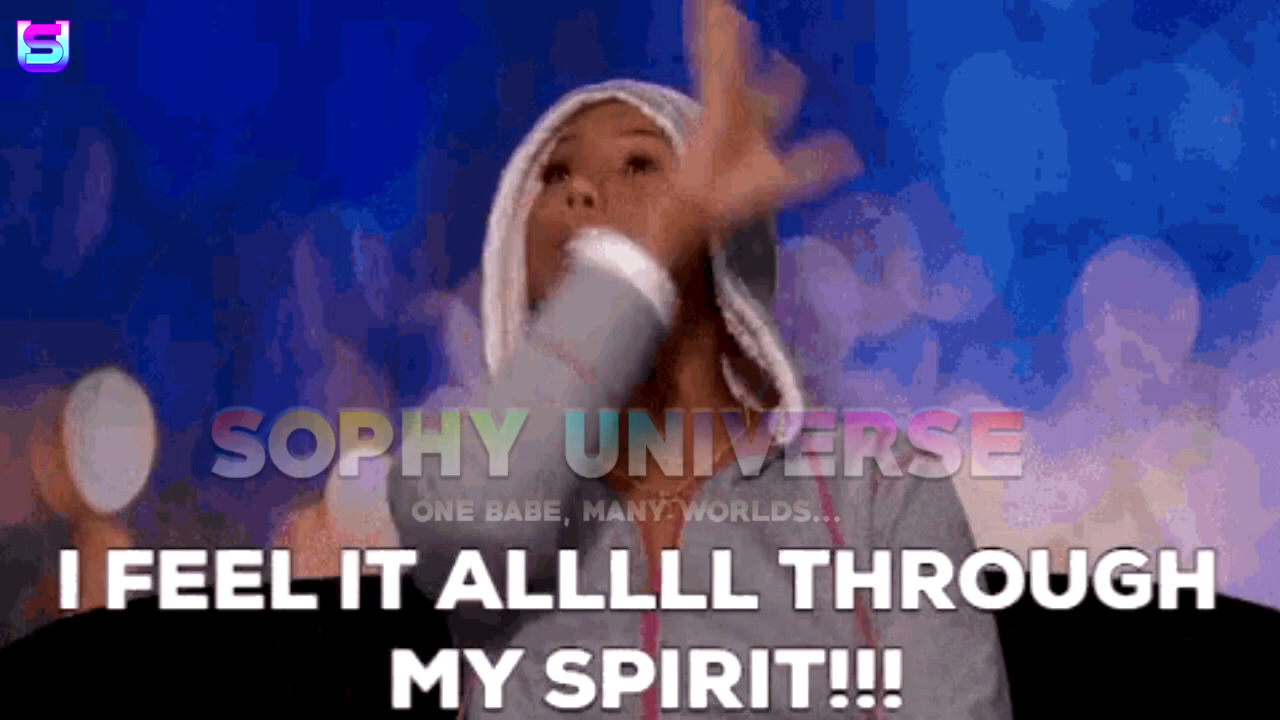 S
SOPHY UNIVERSE
ONE BABE, MANY WORLDS...
I FEEL IT ALLLLL THROUGH
MY SPIRIT!!!